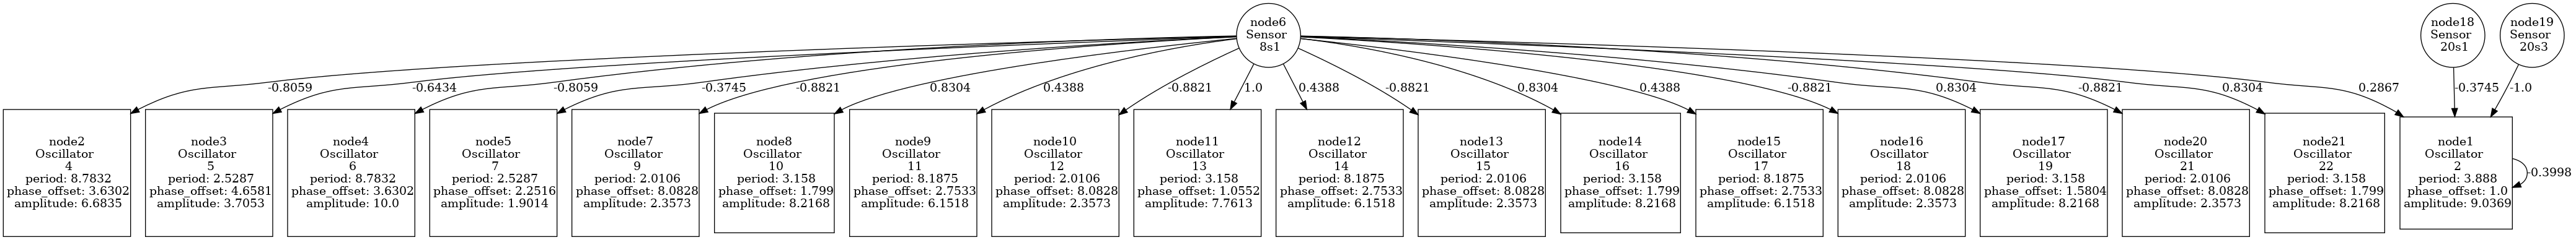 node6
Sensor
8s1
node18
Sensor
20s1
node19
Sensor
20s3
-0.8059
-0.6434
-0.8059
-0.3745
-0.8821
0.8304
0.4388
-0.8821
1.0
0.4388
-0.8821
0.8304
0.4388
-0.8821
0.8304
-0.8821
0.8304
0.2867
-0.3745
-1.0
node2
Oscillator
4
period: 8.7832
phase_offset: 3.6302
amplitude: 6.6835
node3
Oscillator
5
period: 2.5287
phase_offset: 4.6581
amplitude: 3.7053
node4
Oscillator
6
period: 8.7832
phase_offset: 3.6302
amplitude: 10.0
node5
Oscillator
7
period: 2.5287
phase_offset: 2.2516
amplitude: 1.9014
node7
Oscillator
9
period: 2.0106
phase_offset: 8.0828
amplitude: 2.3573
node8
Oscillator
10
period: 3.158
phase_offset: 1.799
amplitude: 8.2168
node9
Oscillator
11
period: 8.1875
phase_offset: 2.7533
amplitude: 6.1518
node10
Oscillator
12
period: 2.0106
phase_offset: 8.0828
amplitude: 2.3573
node11
Oscillator
13
period: 3.158
phase_offset: 1.0552
amplitude: 7.7613
node12
Oscillator
14
period: 8.1875
phase_offset: 2.7533
amplitude: 6.1518
node13
Oscillator
15
period: 2.0106
phase_offset: 8.0828
amplitude: 2.3573
node14
Oscillator
16
period: 3.158
phase_offset: 1.799
amplitude: 8.2168
node15
Oscillator
17
period: 8.1875
phase_offset: 2.7533
amplitude: 6.1518
node16
Oscillator
18
period: 2.0106
phase_offset: 8.0828
amplitude: 2.3573
node17
Oscillator
19
period: 3.158
phase_offset: 1.5804
amplitude: 8.2168
node20
Oscillator
21
period: 2.0106
phase_offset: 8.0828
amplitude: 2.3573
node21
Oscillator
22
period: 3.158
phase_offset: 1.799
amplitude: 8.2168
node1
Oscillator
2
period: 3.888
phase_offset: 1.0
amplitude: 9.0369
-0.3998